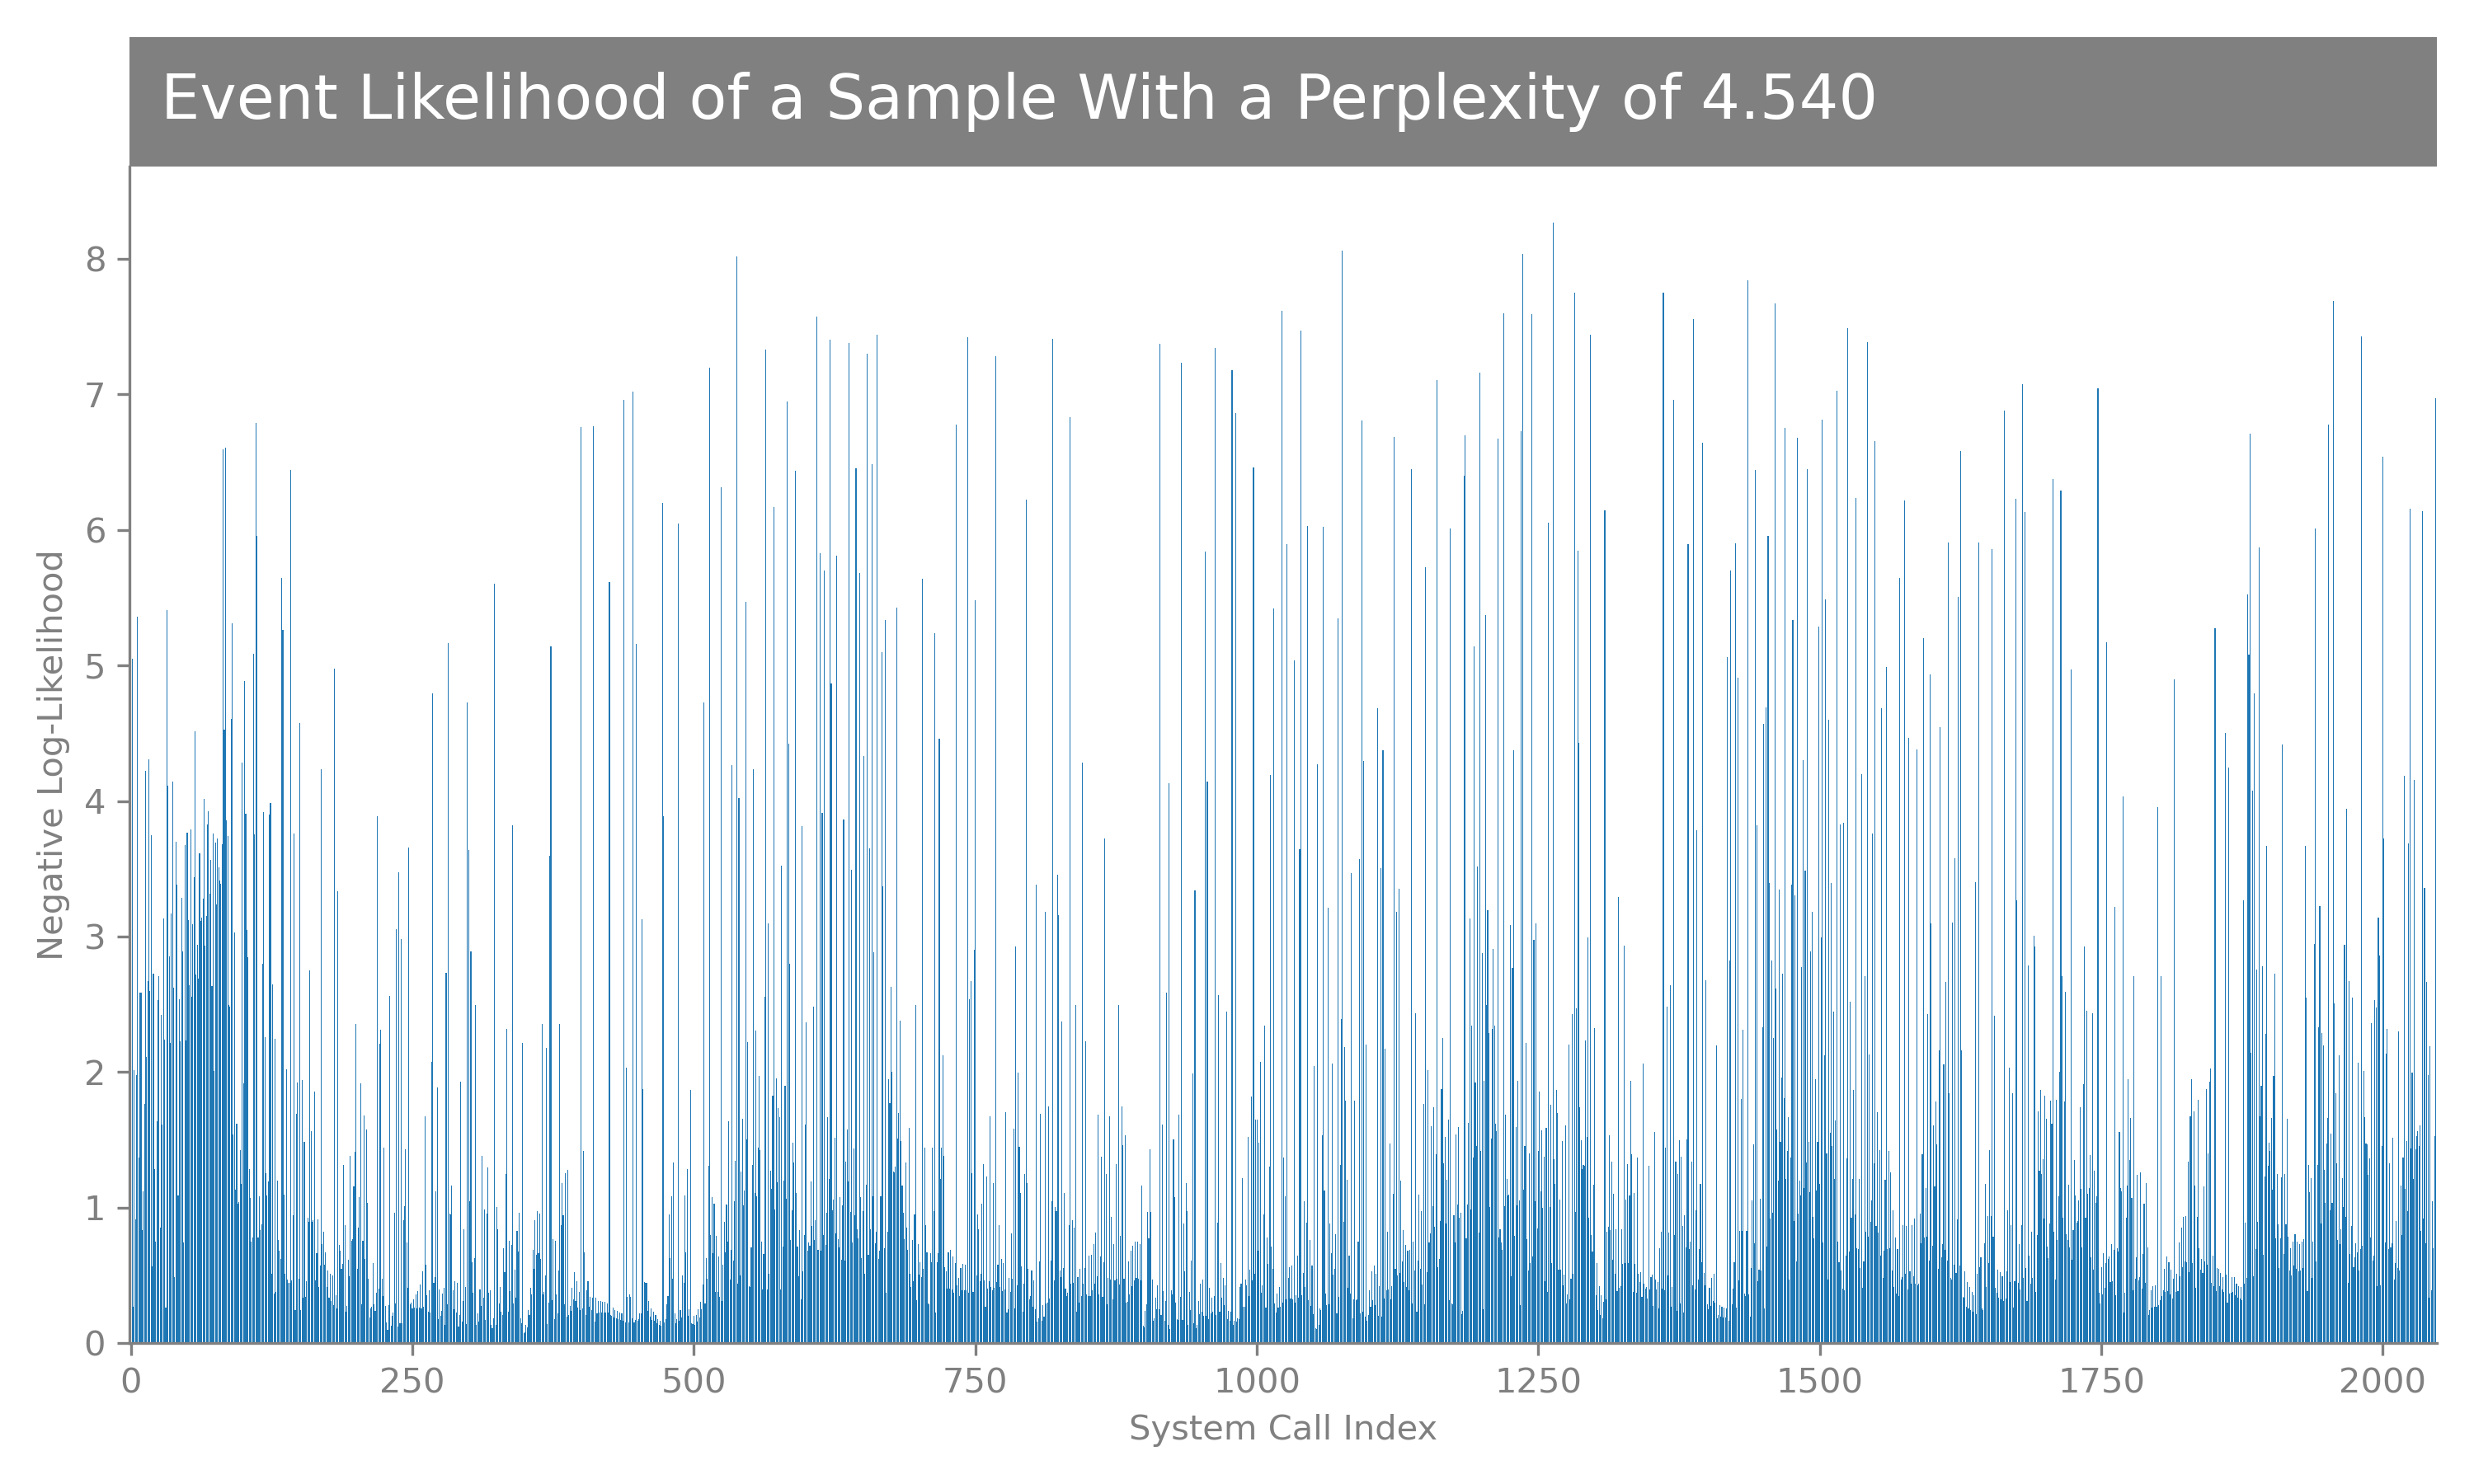 Event Likelihood of a Sample With a Perplexity of 4.540
Negative Log-Likelihood
8
7
6
5
4
3
2
1
0
0 250 500 750 1000 1250 1500 1750 2000
System Call Index